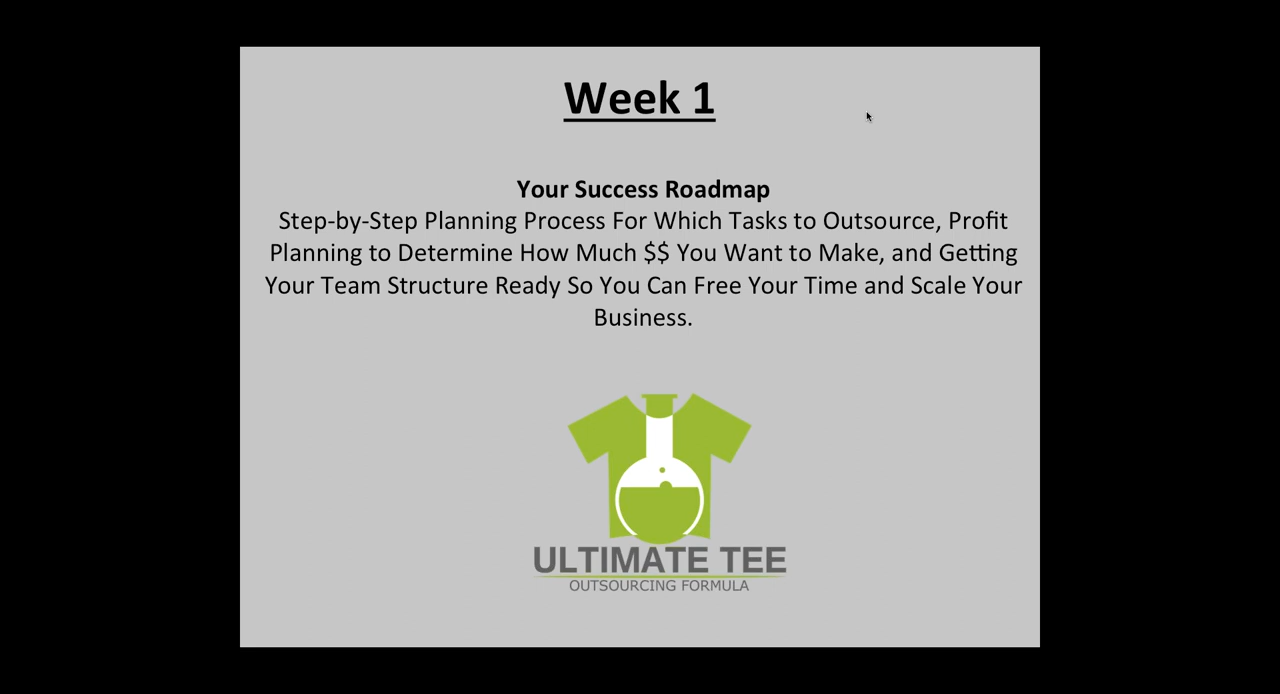 Week 1
Your Success Roadmap
Step-by-Step Planning Process For Which Tasks to Outsource, Profit
Planning to Determine How Much $$ You Want to Make, and Getting
Your Team Structure Ready So You Can Free Your Time and Scale Your
Business.
ULTIMATE TEE
OUTSOURCING FORMULA